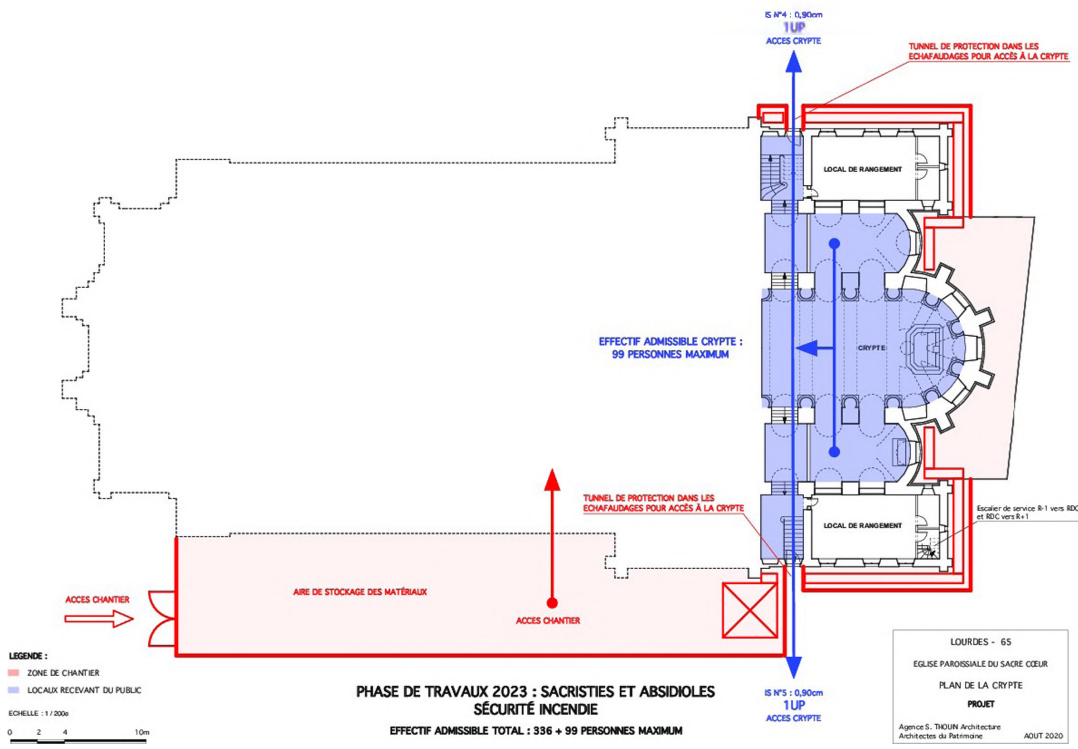 IS N°4 : 0,90cm
1UP
ACCES CRYPTE
TUNNEL DE PROTECTION DANS LES
ECHAFAUDAGES POUR ACCÈS À LA CRYPTE
LOCAL DE RANGEMENT
EFFECTIF ADMISSIBLE CRYPTE :
99 PERSONNES MAXIMUM
CRYPTE
TUNNEL DE PROTECTION DANS LES
ECHAFAUDAGES POUR ACCÈS À LA CRYPTE
Escalier de service R-1 vers RDC
et RDC vers R+1
LOCAL DE RANGEMENT
AIRE DE STOCKAGE DES MATÉRIAUX
ACCES CHANTIER
ACCES CHANTIER
LEGENDE :
ZONE DE CHANTIER
LOCAUX RECEVANT DU PUBLIC
ECHELLE : 1 / 200e
0 2 4 10m
PHASE DE TRAVAUX 2023 : SACRISTIES ET ABSIDIOLES
SÉCURITÉ INCENDIE
EFFECTIF ADMISSIBLE TOTAL : 336 + 99 PERSONNES MAXIMUM
IS N°5 : 0,90cm
1UP
ACCES CRYPTE
LOURDES - 65
EGLISE PAROISSIALE DU SACRE CŒUR
PLAN DE LA CRYPTE
PROJET
Agence S. THOUIN Architecture
Architectes du Patrimoine AOUT 2020